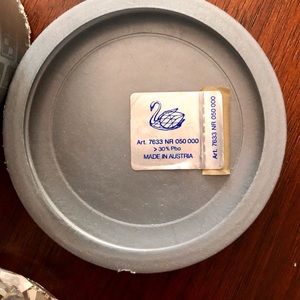 Art. 7633 NR 050 000
> 30% Pbo
MADE IN AUSTRIA
Art. 7633 NR 050 000